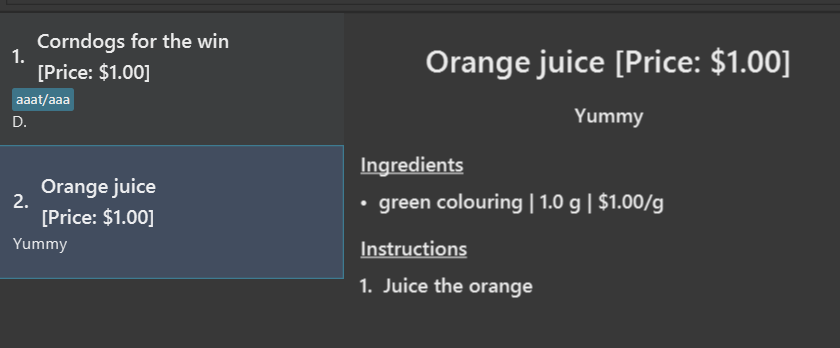 1. Corndogs for the win
[Price: $1.00]
aaat/aaa
D.
2. Orange juice
[Price: $1.00]
Yummy
Orange juice [Price: $1.00]
Yummy
Ingredients
• green colouring | 1.0 g | $1.00/g
Instructions
1. Juice the orange